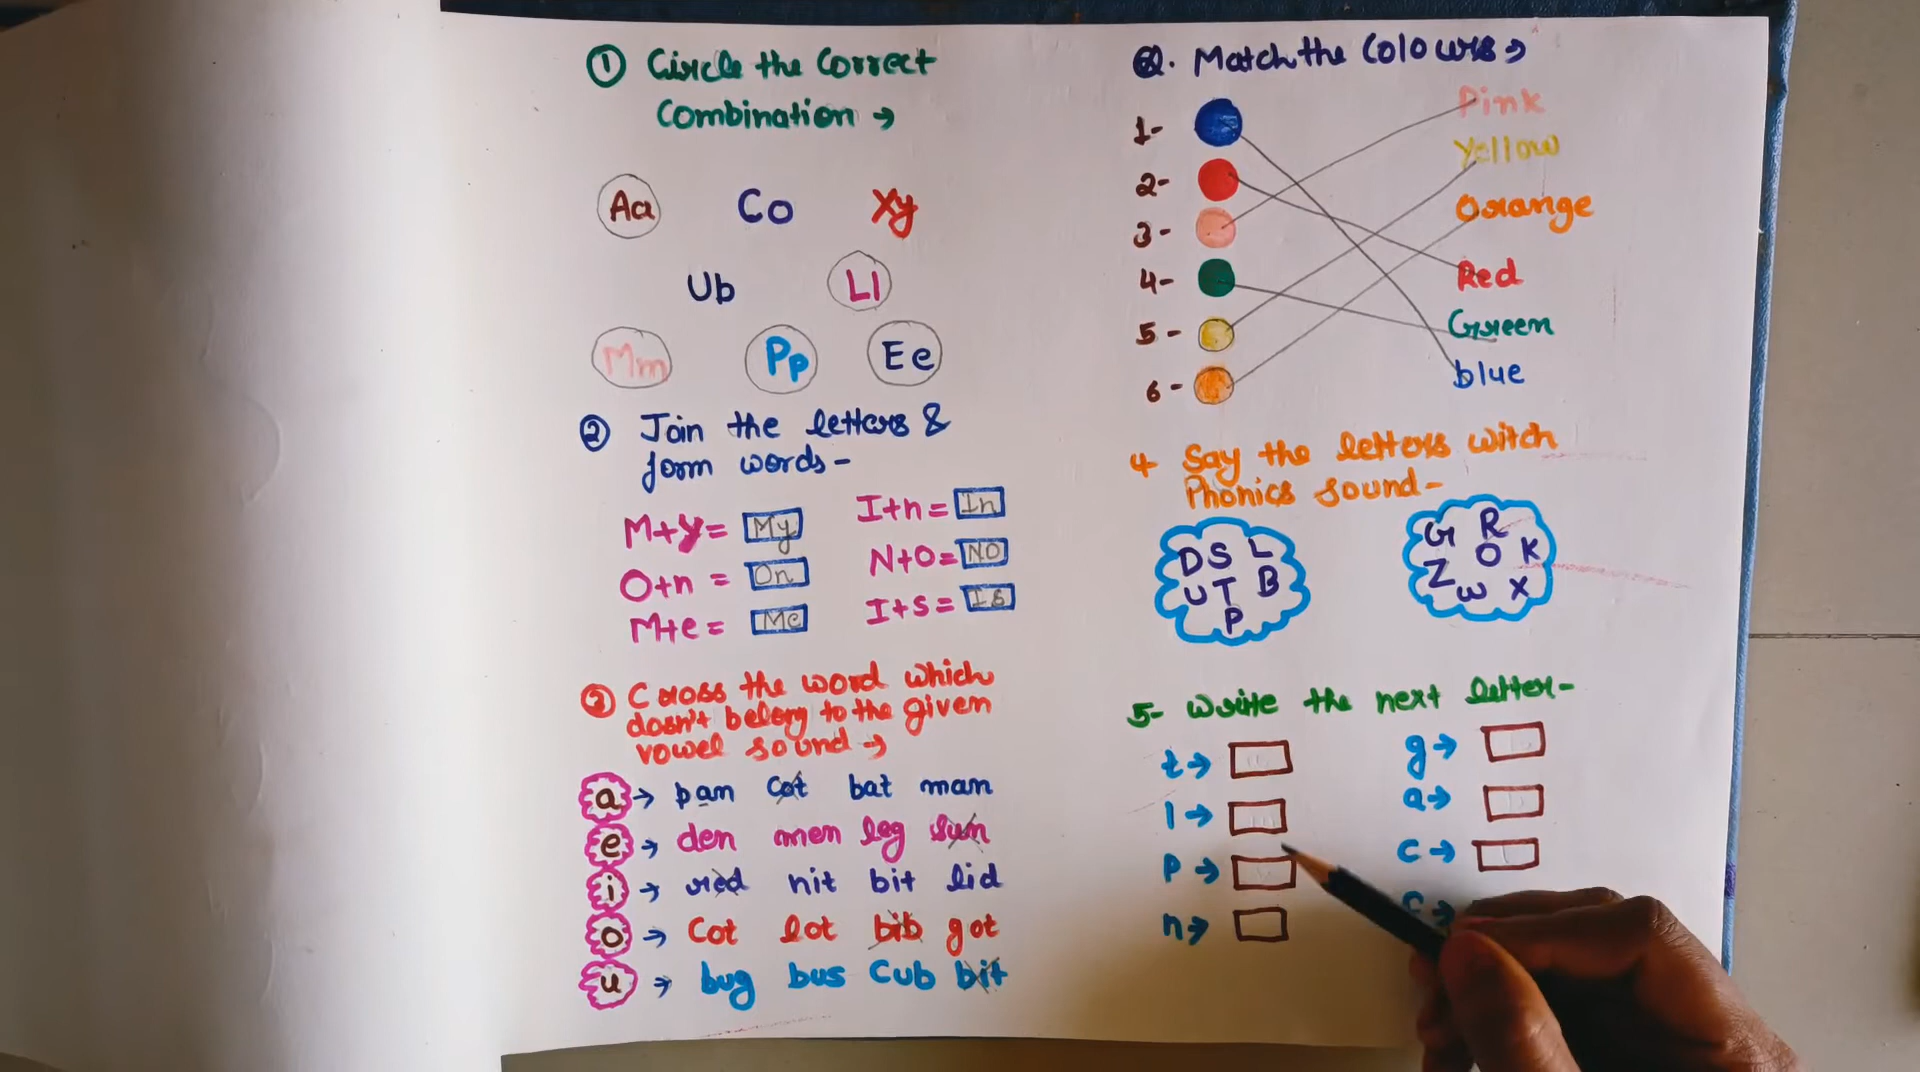 ① Circle the Correct
Combination →
Aa Co Xy
Ub Ll
Mm Pp Ee
② Join the letters &
form words-
M+y= My I+n= In
O+n = On N+O= NO
M+e= Me I+S= Is
③ Cross the word which
dosn't belong to the given
vowel sound →
a → pan cot bat man
e → den men leg sun
i → red nit bit lid
o → Cot lot bib got
u → bug bus Cub bit
Q. Match the Colours →
1- Pink
2- Yellow
3- Orange
4- Red
5- Green
6- blue
4 Say the letters witch
Phonics sound-
D S L
U T B
P
G R
Z O K
W X
5- Write the next letter-
t → g →
l → a →
P → c →
n →